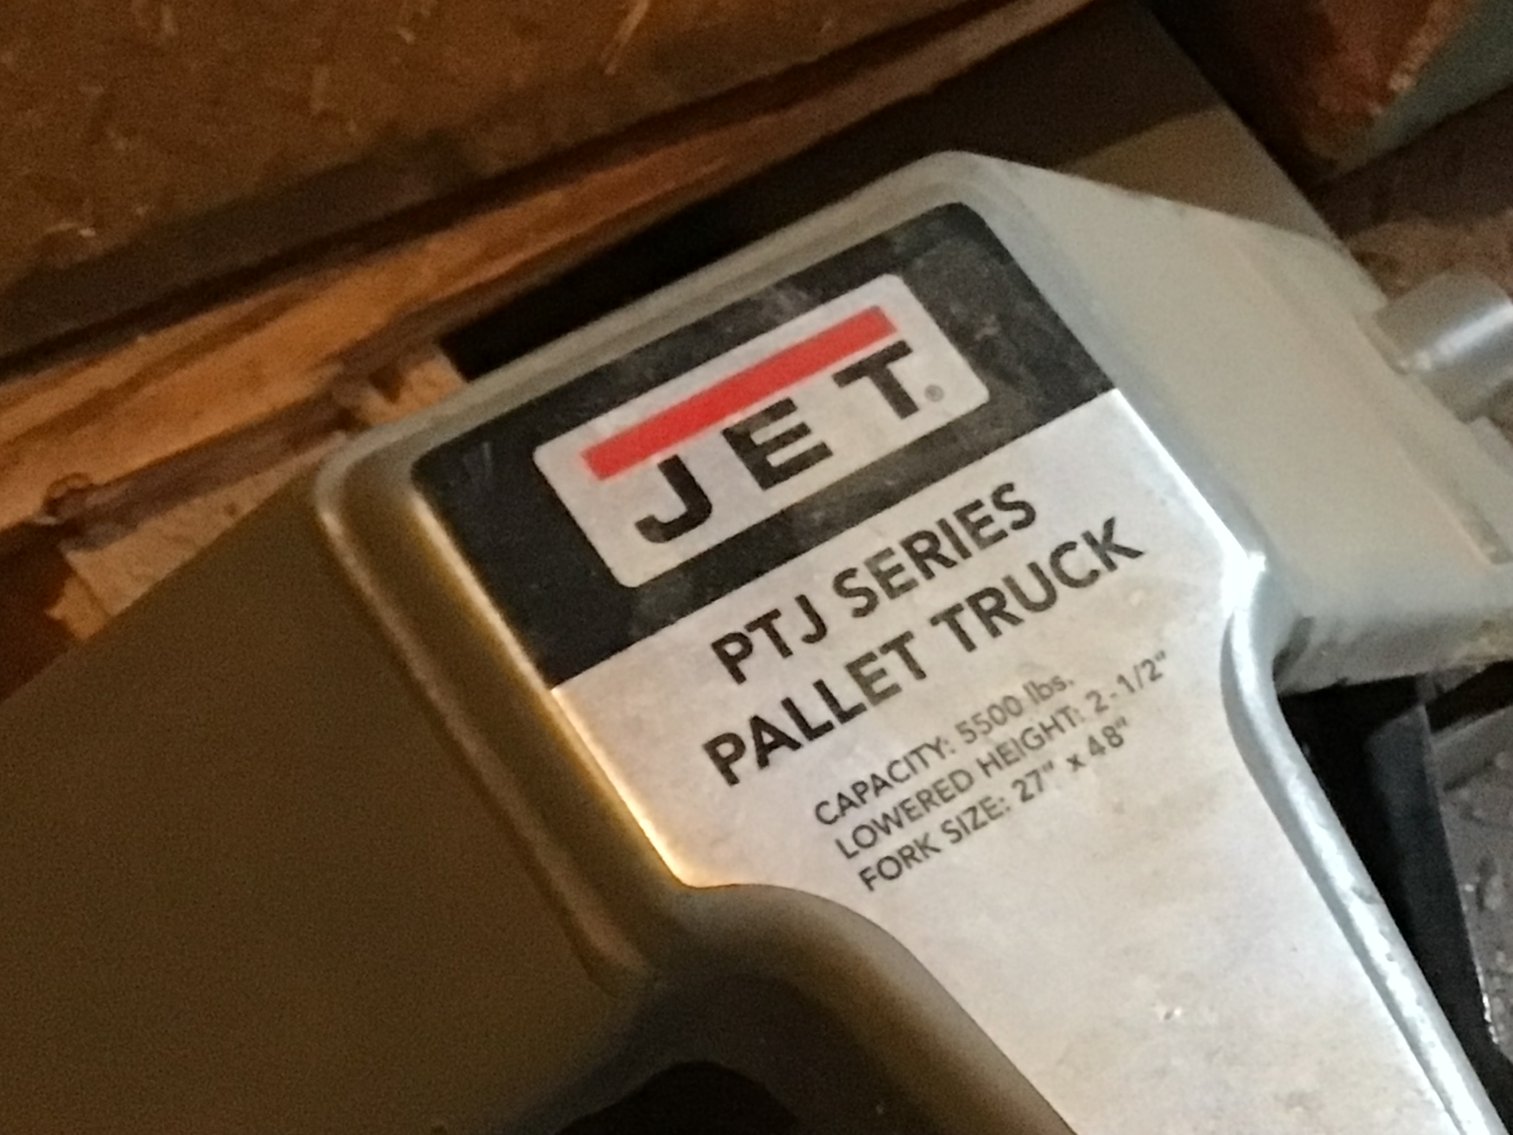 JET®
PTJ SERIES
PALLET TRUCK
CAPACITY: 5500 lbs.
LOWERED HEIGHT: 2-1/2"
FORK SIZE: 27" x 48"